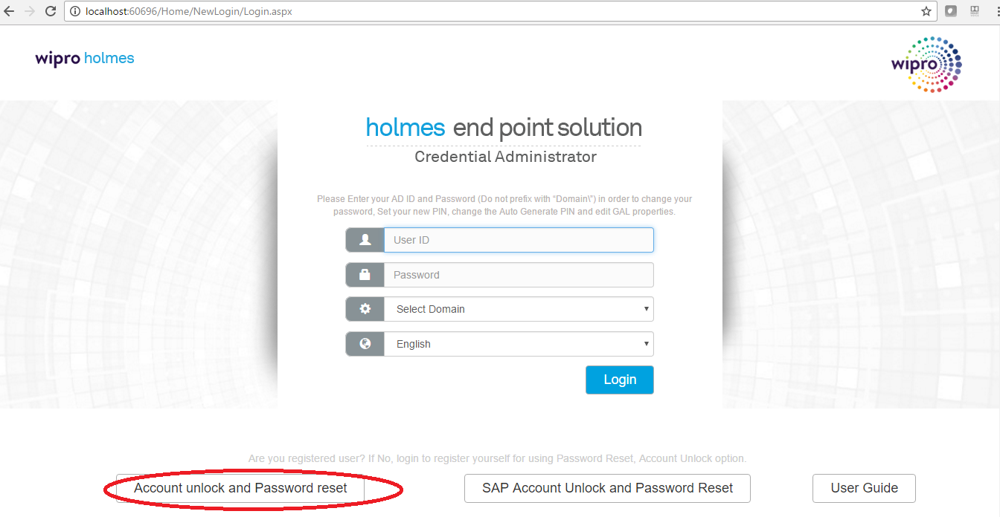 localhost:60696/Home/NewLogin/Login.aspx
wipro holmes
wipro
holmes end point solution
Credential Administrator
Please Enter your AD ID and Password (Do not prefix with “Domain\”) in order to change your
password, Set your new PIN, change the Auto Generate PIN and edit GAL properties.
User ID
Password
Select Domain
English
Login
Are you registered user? If No, login to register yourself for using Password Reset, Account Unlock option.
Account unlock and Password reset
SAP Account Unlock and Password Reset
User Guide